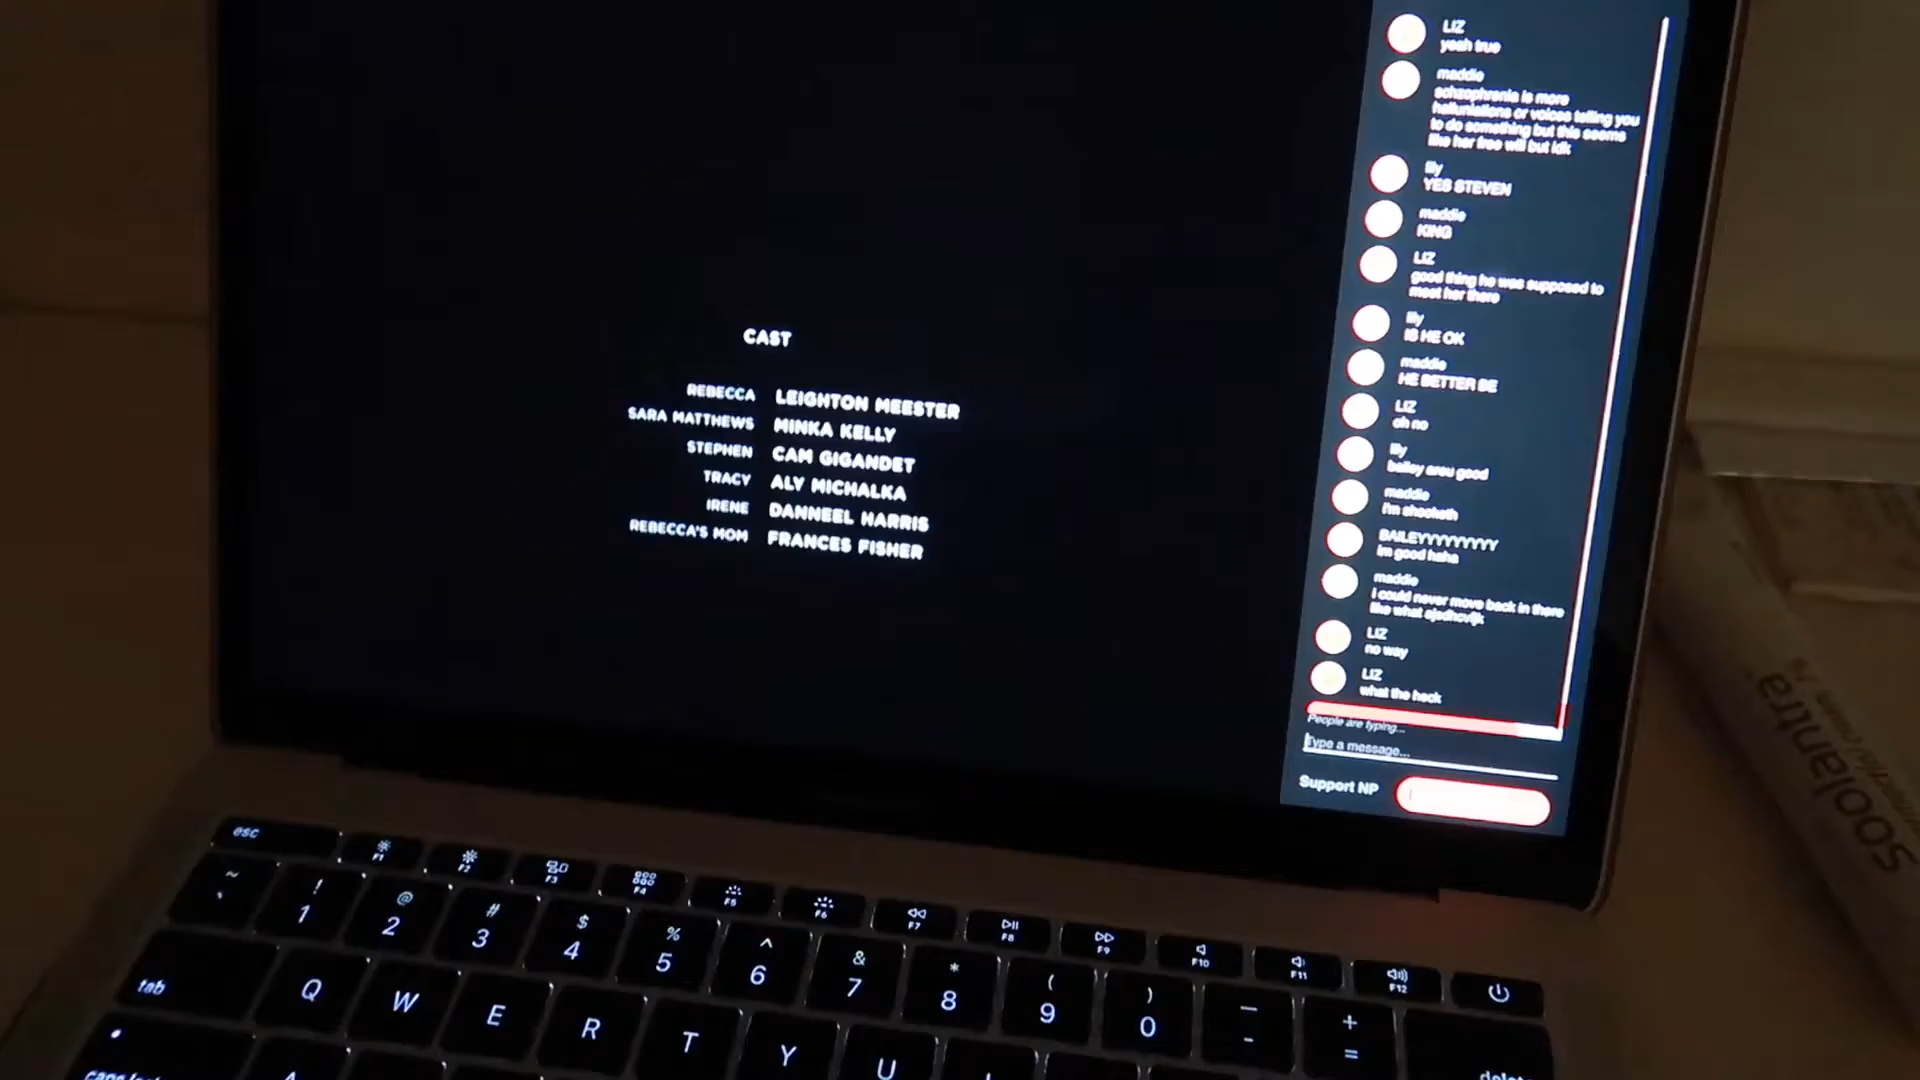 CAST
REBECCA LEIGHTON MEESTER
SARA MATTHEWS MINKA KELLY
STEPHEN CAM GIGANDET
TRACY ALY MICHALKA
IRENE DANNEEL HARRIS
REBECCA'S MOM FRANCES FISHER
LIZ
yeah true
maddie
schzophrenia is more
halluniations or voices telling you
to do something but this seems
like her free will but idk
lily
YES STEVEN
maddie
KING
LIZ
good thing he was supposed to
meet her there
lily
IS HE OK
maddie
HE BETTER BE
LIZ
oh no
lily
bailey arou good
maddie
I'm shocketh
BAILEYYYYYYYYY
im good haha
maddie
i could never move back in there
like what
LIZ
no way
LIZ
what the heck
People are typing...
Type a message...
Support NP
soolantra
esc F1 F2 F3 F4 F5 F6 F7 F8 F9 F10 F11 F12
~ ! @ # $ % ^ & * ( ) — +
` 1 2 3 4 5 6 7 8 9 0 - =
tab Q W E R T Y U